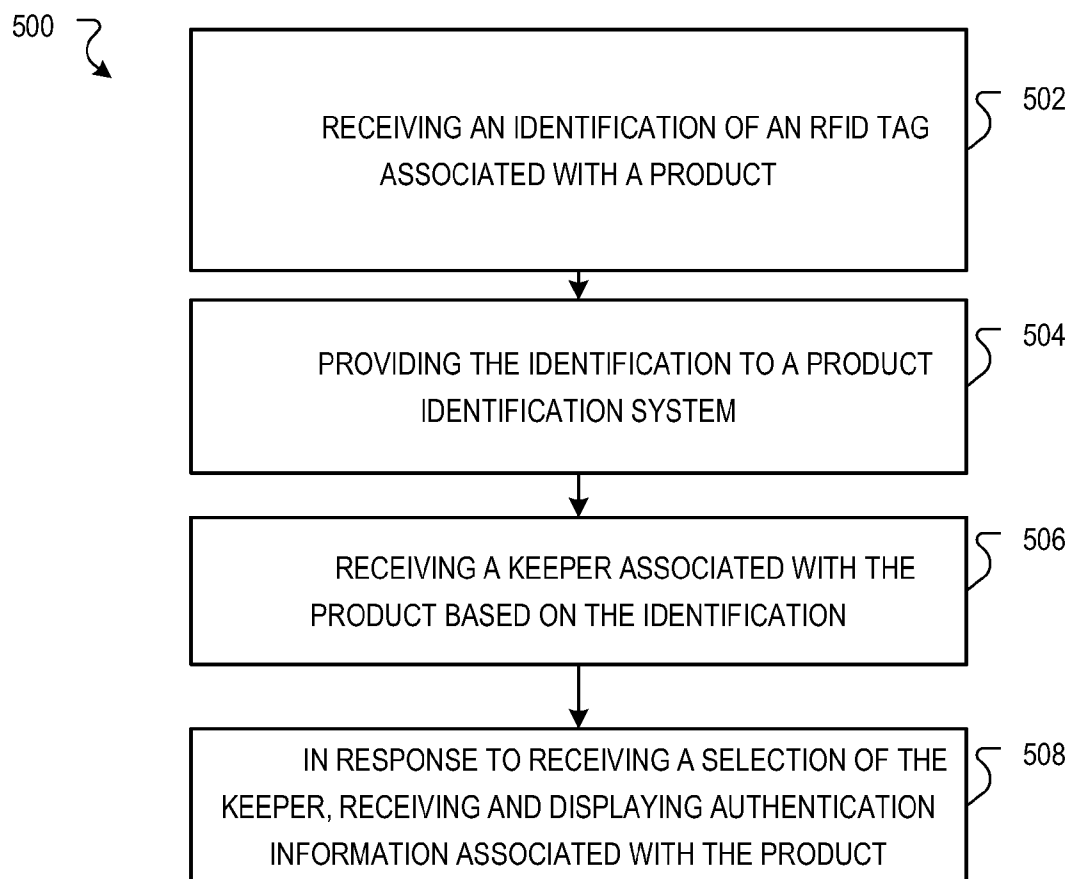 500
RECEIVING AN IDENTIFICATION OF AN RFID TAG
ASSOCIATED WITH A PRODUCT
502
PROVIDING THE IDENTIFICATION TO A PRODUCT
IDENTIFICATION SYSTEM
504
RECEIVING A KEEPER ASSOCIATED WITH THE
PRODUCT BASED ON THE IDENTIFICATION
506
IN RESPONSE TO RECEIVING A SELECTION OF THE
KEEPER, RECEIVING AND DISPLAYING AUTHENTICATION
INFORMATION ASSOCIATED WITH THE PRODUCT
508